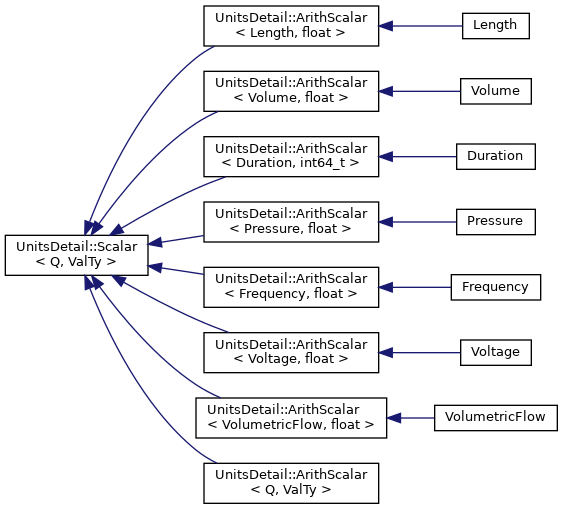 UnitsDetail::ArithScalar
< Length, float >
Length
UnitsDetail::ArithScalar
< Volume, float >
Volume
UnitsDetail::ArithScalar
< Duration, int64_t >
Duration
UnitsDetail::ArithScalar
< Pressure, float >
Pressure
UnitsDetail::Scalar
< Q, ValTy >
UnitsDetail::ArithScalar
< Frequency, float >
Frequency
UnitsDetail::ArithScalar
< Voltage, float >
Voltage
UnitsDetail::ArithScalar
< VolumetricFlow, float >
VolumetricFlow
UnitsDetail::ArithScalar
< Q, ValTy >